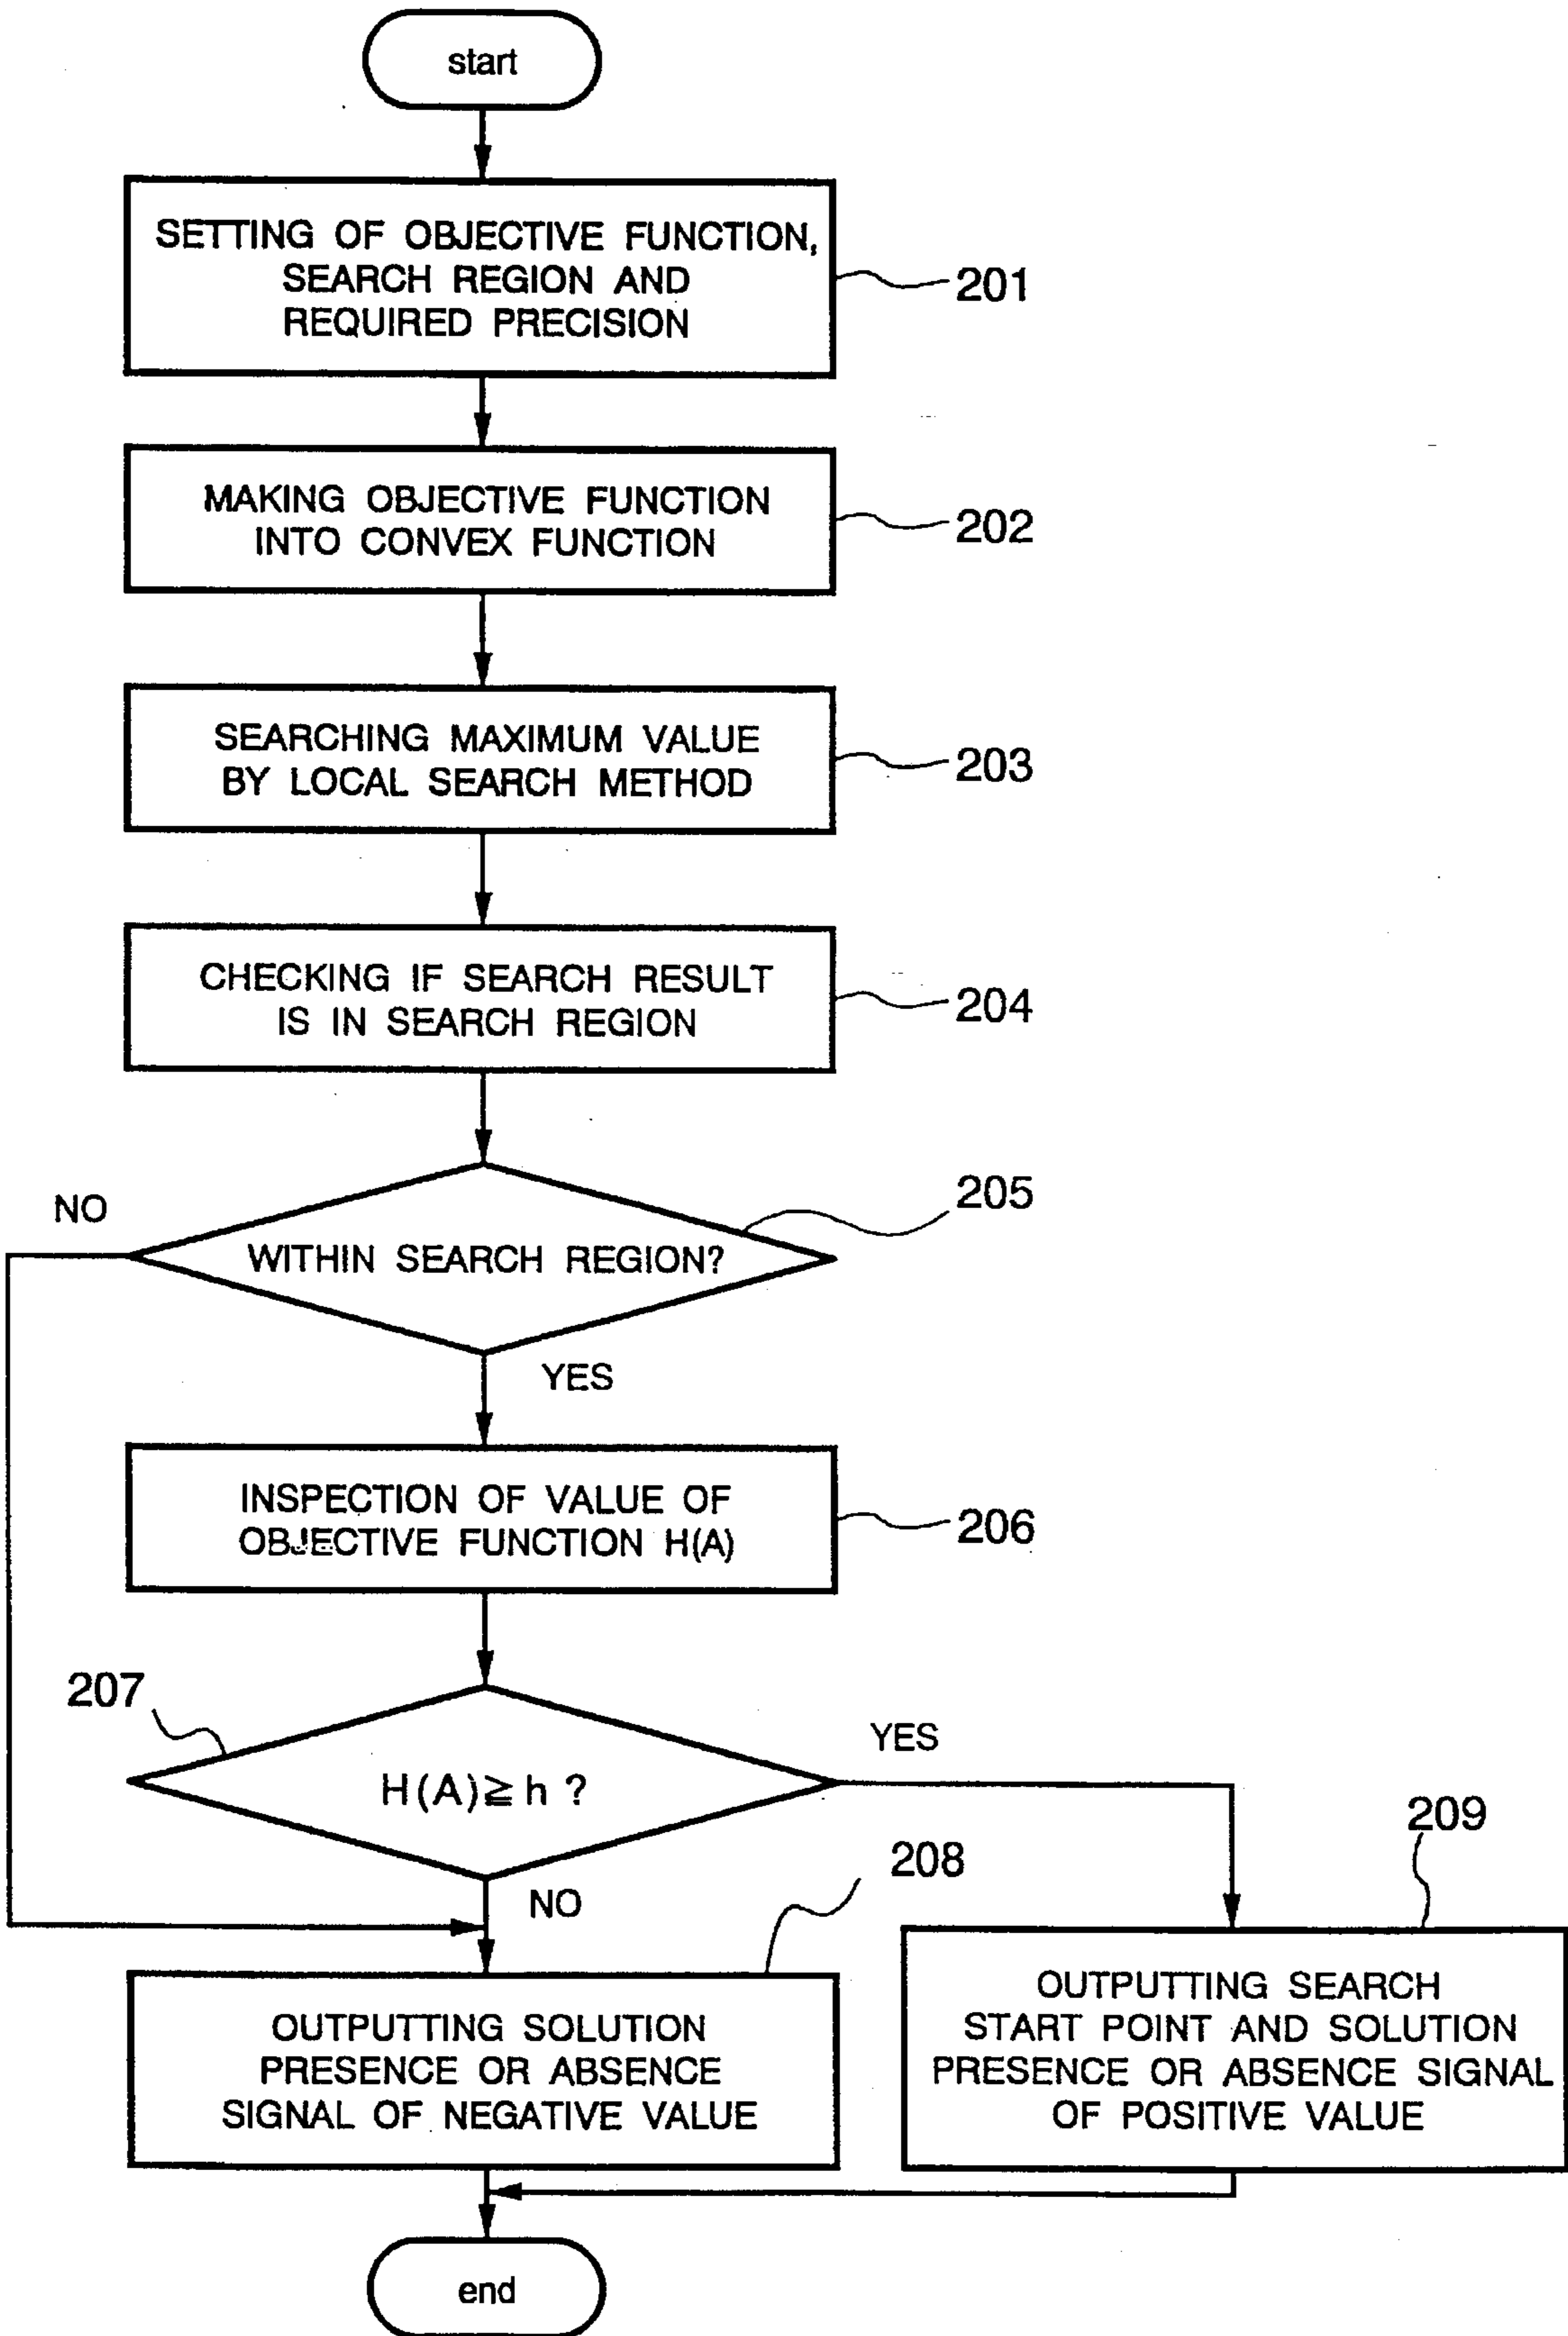 start
SETTING OF OBJECTIVE FUNCTION,
SEARCH REGION AND
REQUIRED PRECISION
201
MAKING OBJECTIVE FUNCTION
INTO CONVEX FUNCTION
202
SEARCHING MAXIMUM VALUE
BY LOCAL SEARCH METHOD
203
CHECKING IF SEARCH RESULT
IS IN SEARCH REGION
204
205
NO
WITHIN SEARCH REGION?
YES
INSPECTION OF VALUE OF
OBJECTIVE FUNCTION H(A)
206
207
YES
H(A)≧h ?
209
208
NO
OUTPUTTING SOLUTION
PRESENCE OR ABSENCE
SIGNAL OF NEGATIVE VALUE
OUTPUTTING SEARCH
START POINT AND SOLUTION
PRESENCE OR ABSENCE SIGNAL
OF POSITIVE VALUE
end